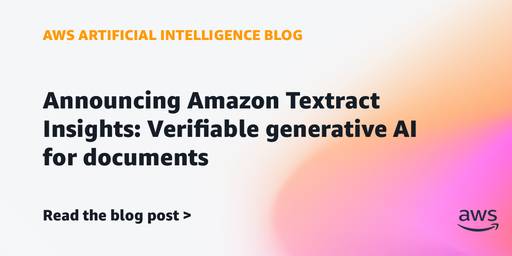 AWS ARTIFICIAL INTELLIGENCE BLOG
Announcing Amazon Textract
Insights: Verifiable generative AI
for documents
Read the blog post >
aws